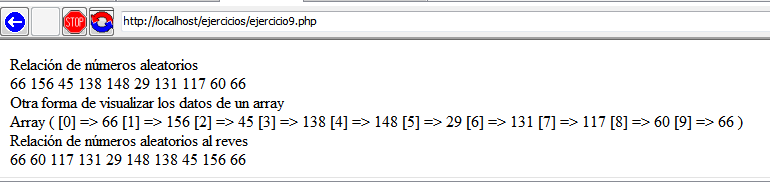 STOP
http://localhost/ejercicios/ejercicio9.php
Relación de números aleatorios
66 156 45 138 148 29 131 117 60 66
Otra forma de visualizar los datos de un array
Array ( [0] => 66 [1] => 156 [2] => 45 [3] => 138 [4] => 148 [5] => 29 [6] => 131 [7] => 117 [8] => 60 [9] => 66 )
Relación de números aleatorios al reves
66 60 117 131 29 148 138 45 156 66